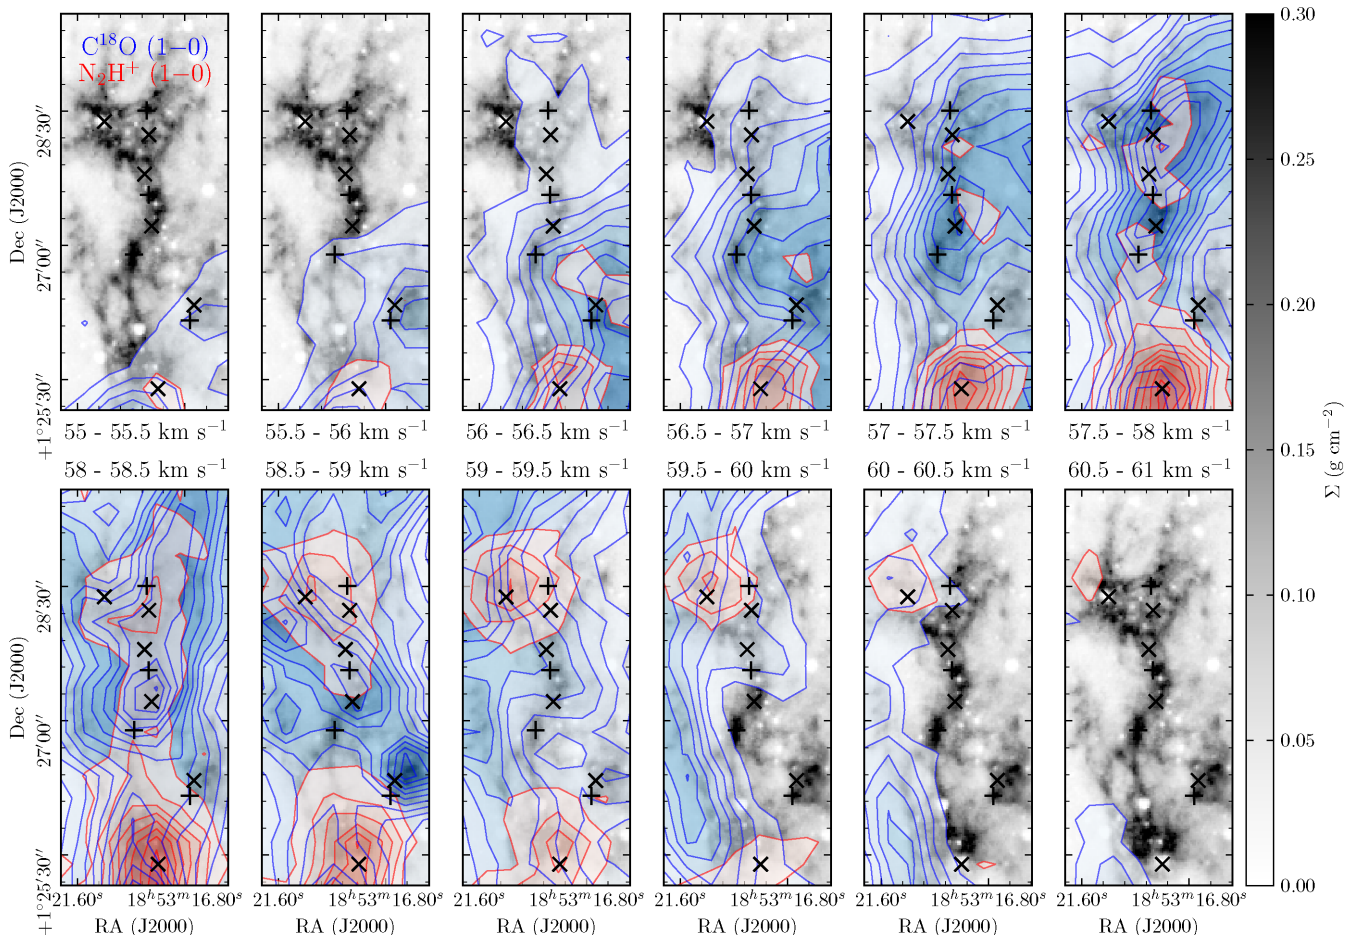 C¹⁸O (1−0)
N₂H⁺ (1−0)
0.30
0.25
0.20
0.15
0.10
0.05
0.00
Σ (g cm⁻²)
Dec (J2000)
28′30″
27′00″
+1°25′30″
55 - 55.5 km s⁻¹
55.5 - 56 km s⁻¹
56 - 56.5 km s⁻¹
56.5 - 57 km s⁻¹
57 - 57.5 km s⁻¹
57.5 - 58 km s⁻¹
58 - 58.5 km s⁻¹
58.5 - 59 km s⁻¹
59 - 59.5 km s⁻¹
59.5 - 60 km s⁻¹
60 - 60.5 km s⁻¹
60.5 - 61 km s⁻¹
Dec (J2000)
28′30″
27′00″
+1°25′30″
21.60ˢ 18ʰ53ᵐ16.80ˢ
21.60ˢ 18ʰ53ᵐ16.80ˢ
21.60ˢ 18ʰ53ᵐ16.80ˢ
21.60ˢ 18ʰ53ᵐ16.80ˢ
21.60ˢ 18ʰ53ᵐ16.80ˢ
21.60ˢ 18ʰ53ᵐ16.80ˢ
RA (J2000)
RA (J2000)
RA (J2000)
RA (J2000)
RA (J2000)
RA (J2000)